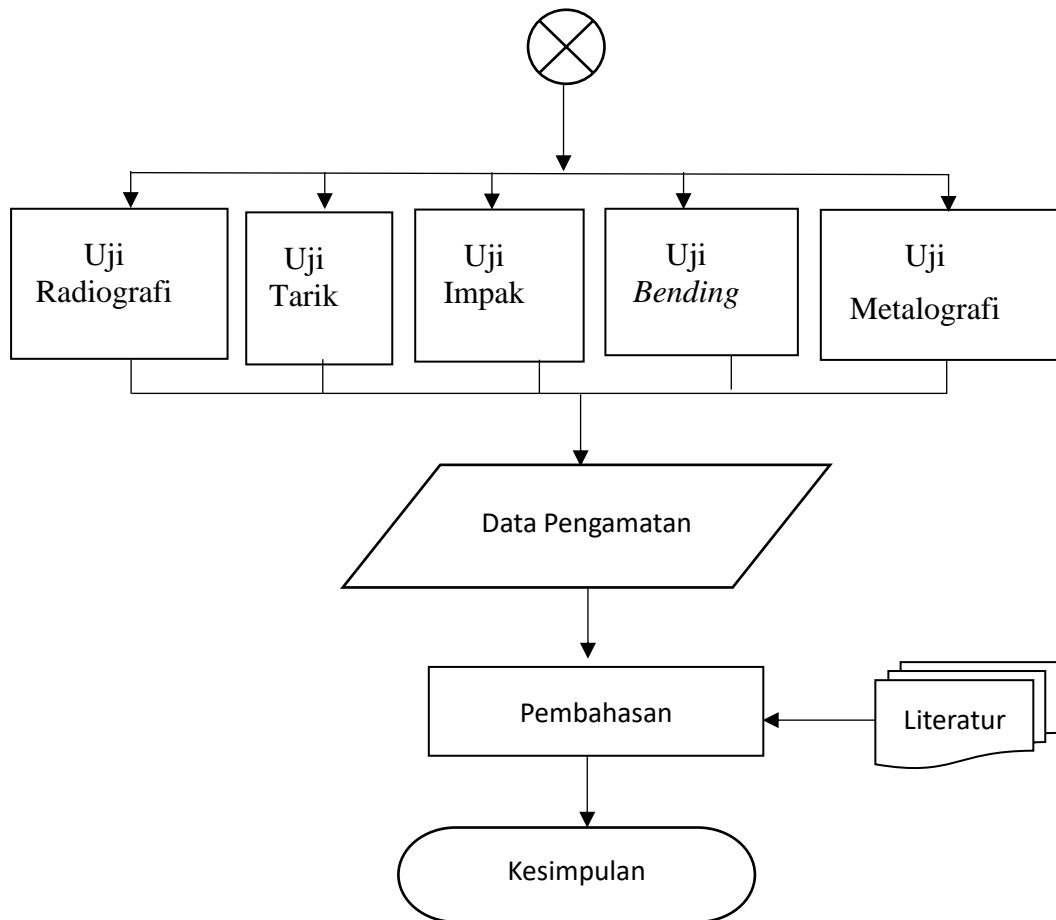 Uji
Radiografi
Uji
Tarik
Uji
Impak
Uji
Bending
Uji
Metalografi
Data Pengamatan
Pembahasan
Literatur
Kesimpulan